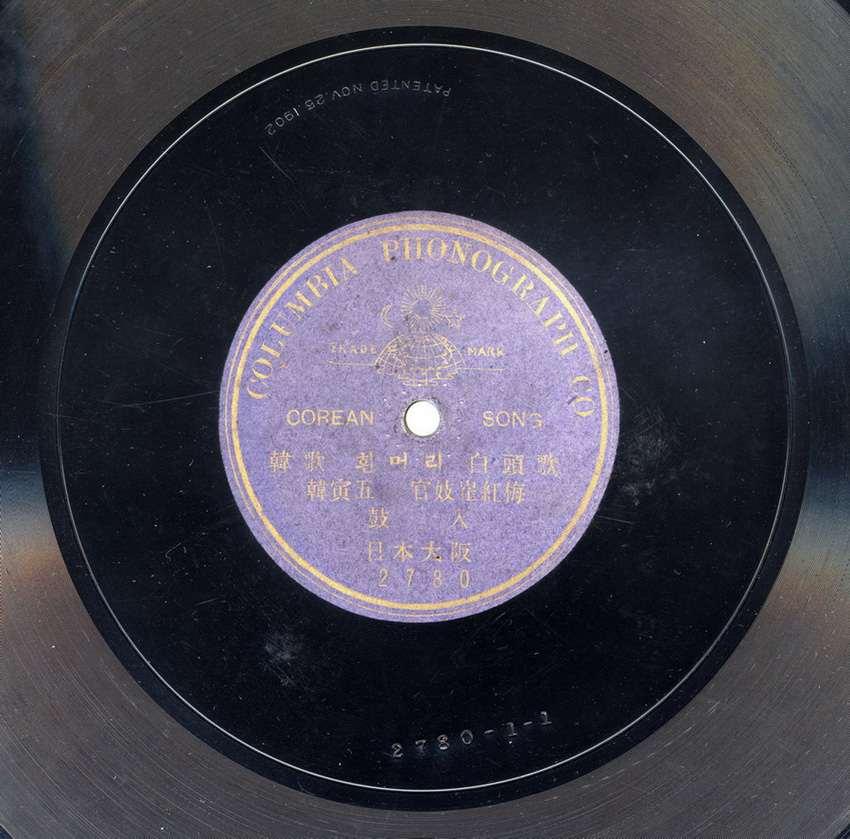 PATENTED NOV.25.1902
COLUMBIA PHONOGRAPH CO
TRADE MARK
COREAN SONG
韓歌 흰머리 白頭歌
韓寅五 官妓崔紅梅
鼓入
日本大阪
2780
2780-1-1